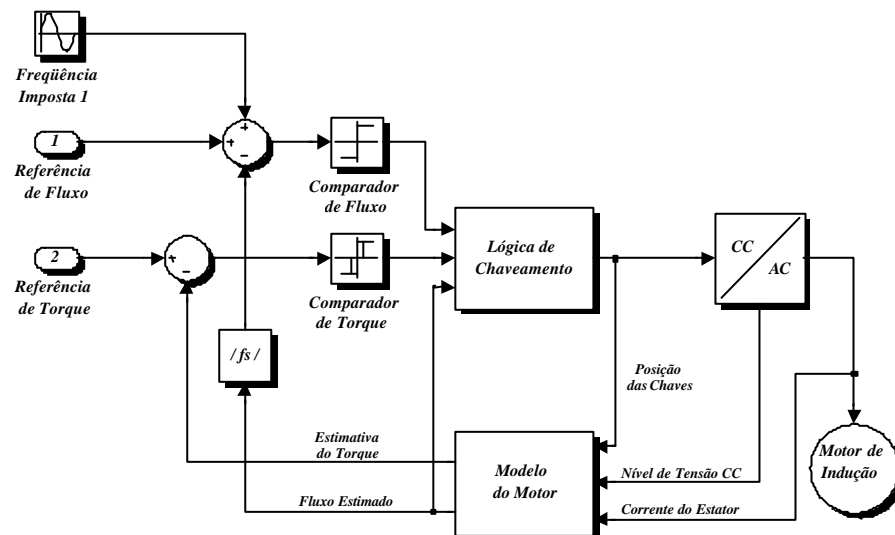 Freqüência
Imposta 1
+
1
+
−
Referência
de Fluxo
Comparador
de Fluxo
2
+
−
Referência
de Torque
Comparador
de Torque
Lógica de
Chaveamento
CC
AC
/ fs /
Posição
das Chaves
Estimativa
do Torque
Modelo
do Motor
Nível de Tensão CC
Motor de
Indução
Fluxo Estimado
Corrente do Estator